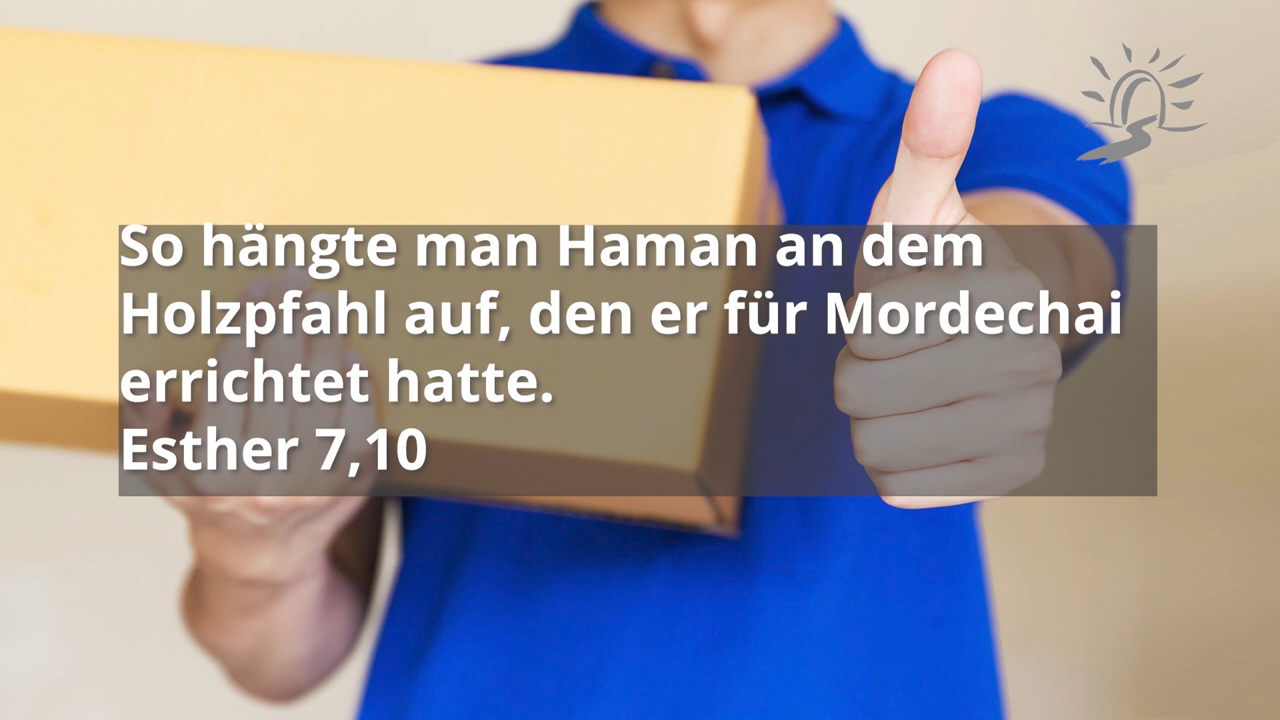 So hängte man Haman an dem
Holzpfahl auf, den er für Mordechai
errichtet hatte.
Esther 7,10